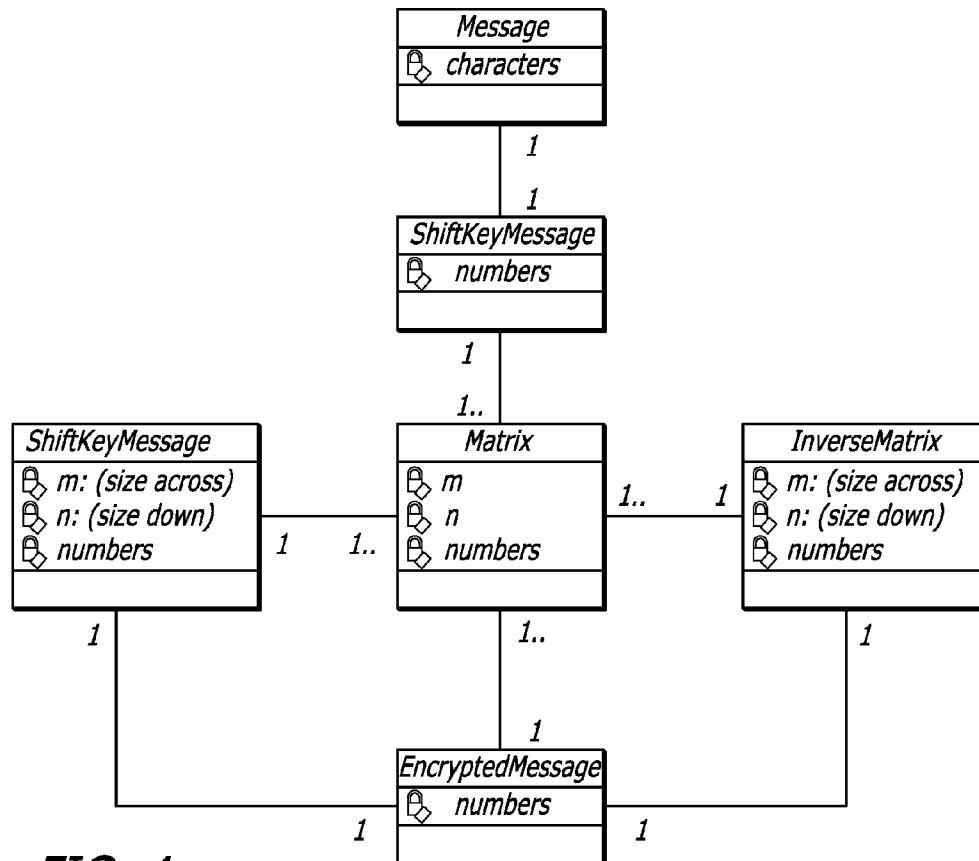 Message
characters
1
1
ShiftKeyMessage
numbers
1
1..
ShiftKeyMessage
m: (size across)
n: (size down)
numbers
1
1..
Matrix
m
n
numbers
1..
1
InverseMatrix
m: (size across)
n: (size down)
numbers
1
1..
1
1
EncryptedMessage
numbers
1
1